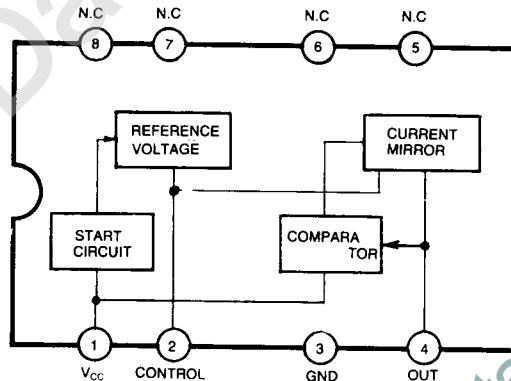 N.C N.C N.C N.C
8 7 6 5
REFERENCE
VOLTAGE
CURRENT
MIRROR
START
CIRCUIT
COMPARA
TOR
1 2 3 4
VCC CONTROL GND OUT